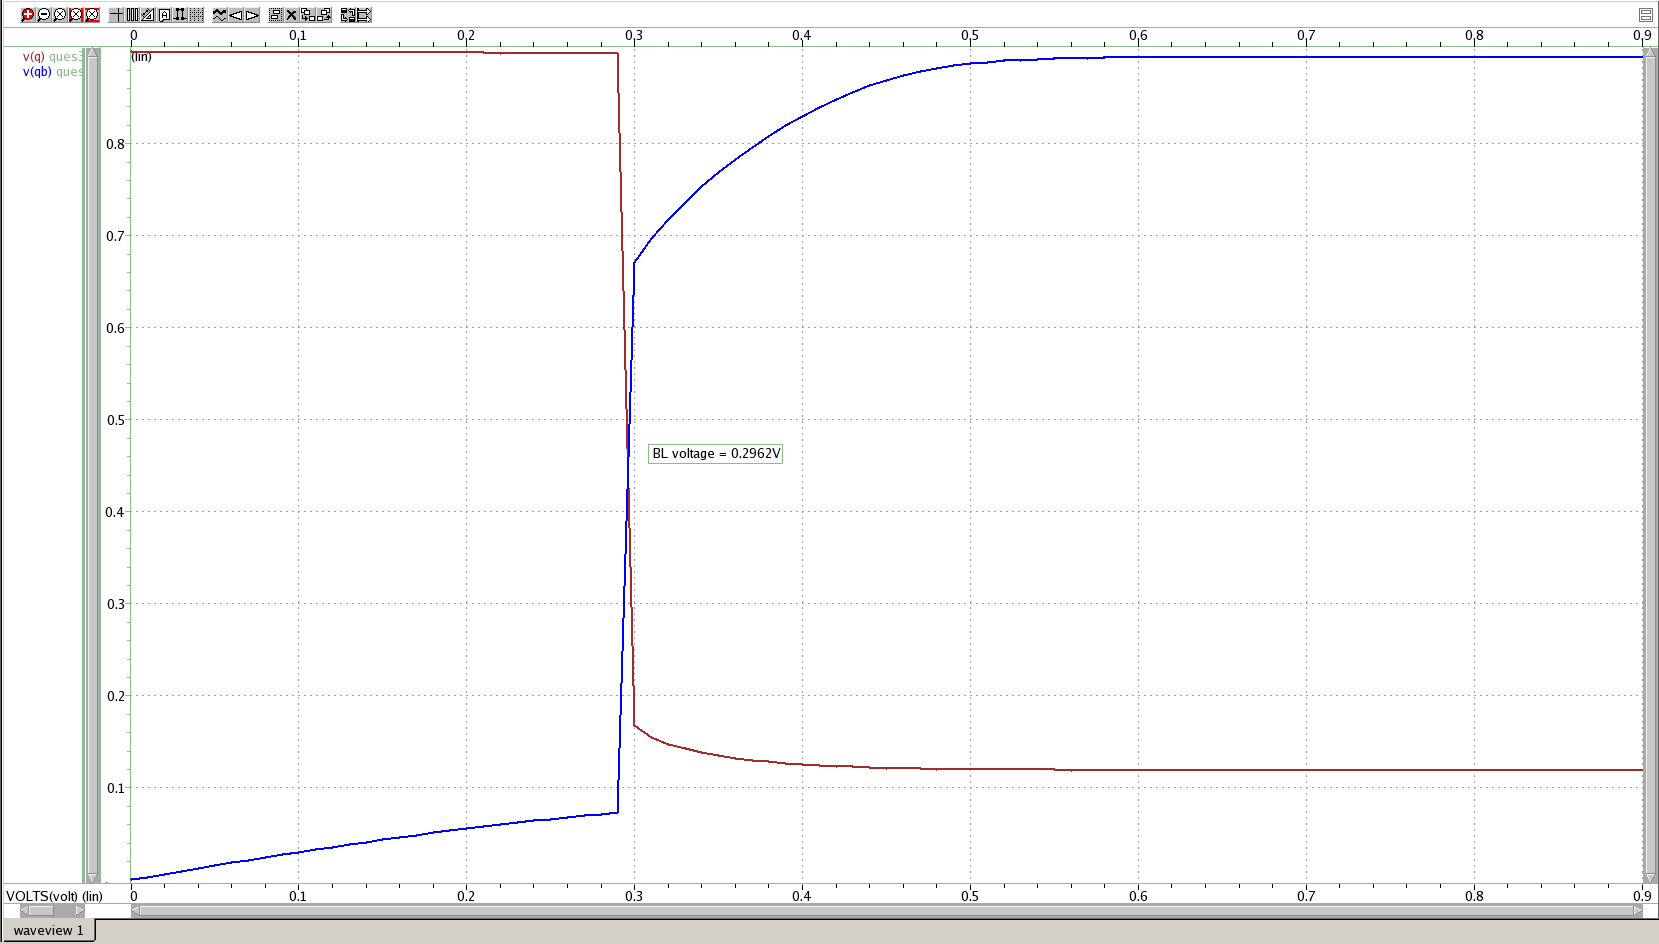 0 0.1 0.2 0.3 0.4 0.5 0.6 0.7 0.8 0.9
v(q) ques3
(lin)
v(qb) ques
0.8
0.7
0.6
0.5
BL voltage = 0.2962V
0.4
0.3
0.2
0.1
VOLTS(volt) (lin) 0 0.1 0.2 0.3 0.4 0.5 0.6 0.7 0.8 0.9
waveview 1